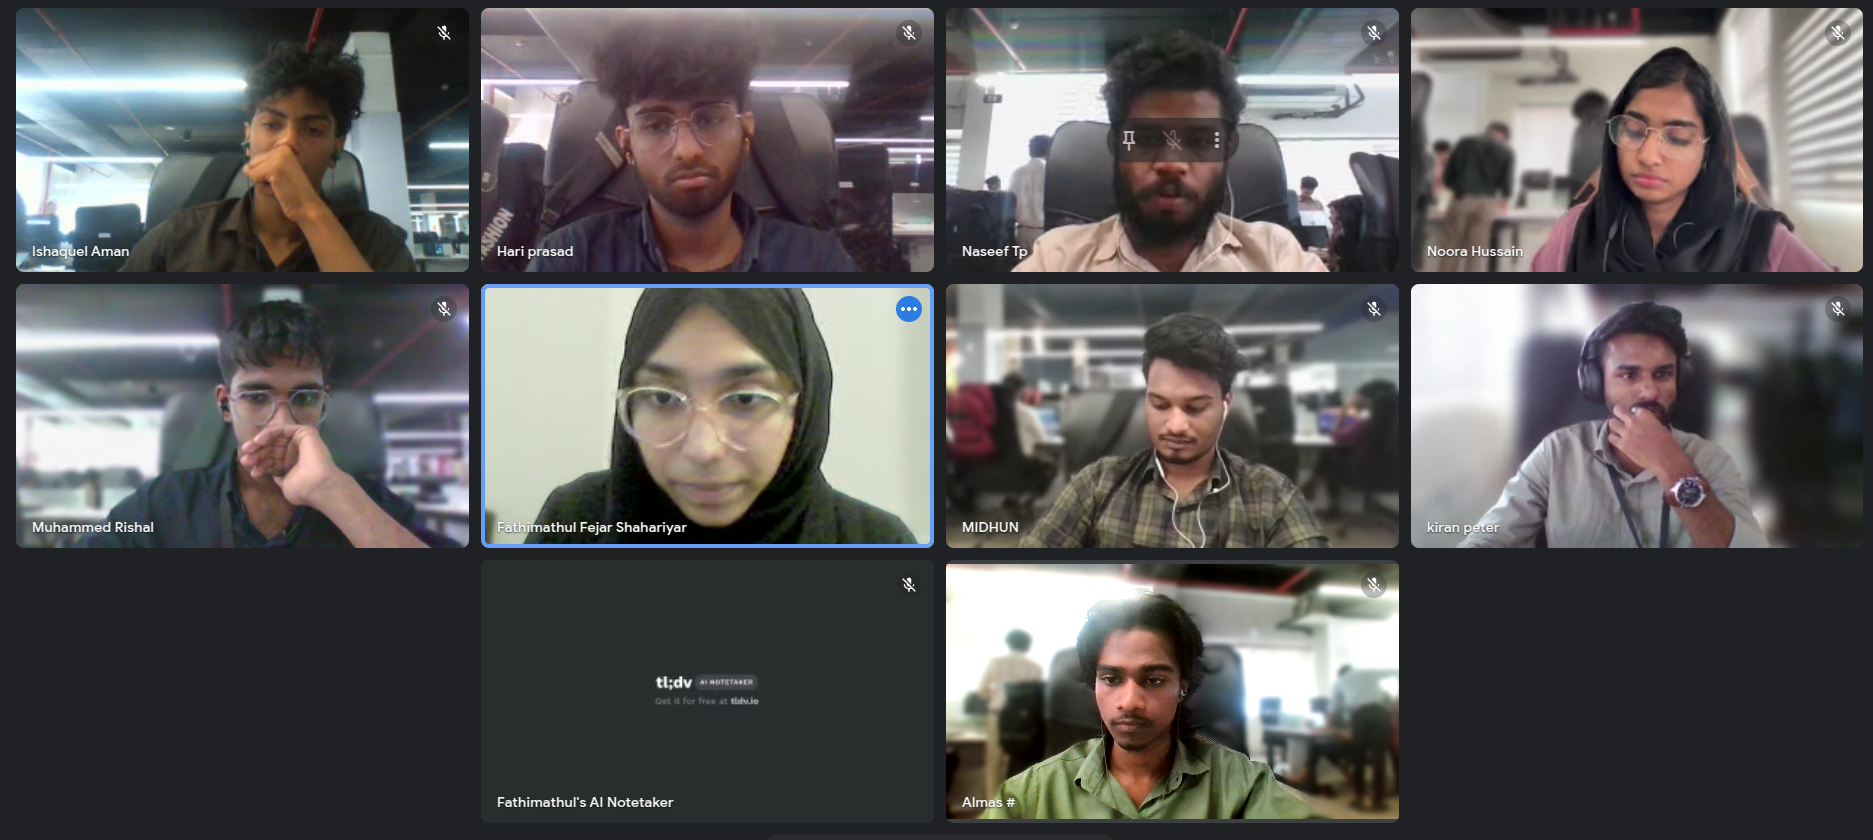 Ishaquel Aman
Hari prasad
Naseef Tp
Noora Hussain
FASHION
Muhammed Rishal
Fathimathul Fejar Shahariyar
MIDHUN
kiran peter
tl;dv AI NOTETAKER
Get it for free at tldv.io
Fathimathul's AI Notetaker
Almas #